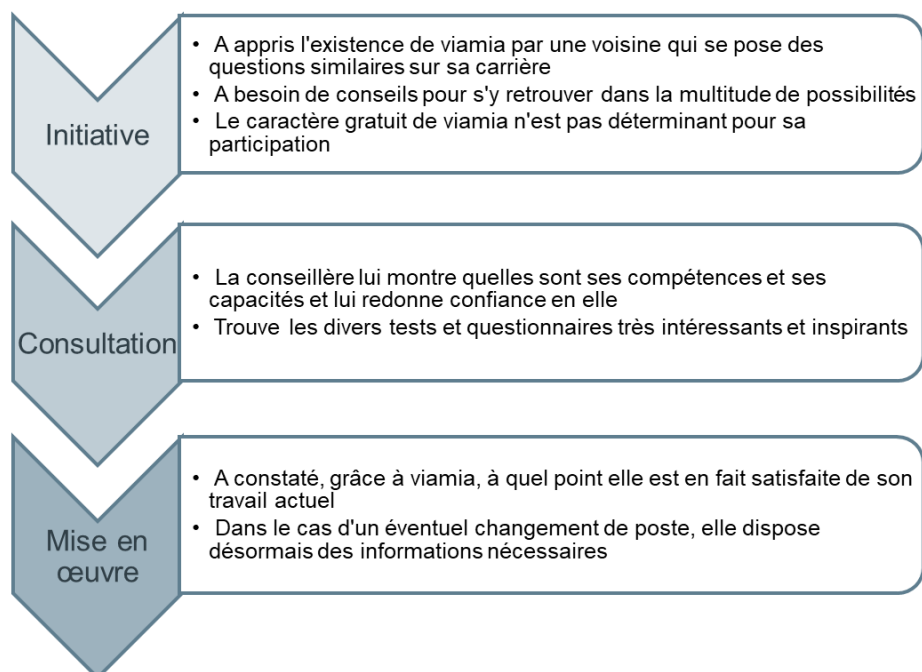 Initiative
• A appris l'existence de viamia par une voisine qui se pose des
questions similaires sur sa carrière
• A besoin de conseils pour s'y retrouver dans la multitude de possibilités
• Le caractère gratuit de viamia n'est pas déterminant pour sa
participation
Consultation
• La conseillère lui montre quelles sont ses compétences et ses
capacités et lui redonne confiance en elle
• Trouve les divers tests et questionnaires très intéressants et inspirants
Mise en
œuvre
• A constaté, grâce à viamia, à quel point elle est en fait satisfaite de son
travail actuel
• Dans le cas d'un éventuel changement de poste, elle dispose
désormais des informations nécessaires